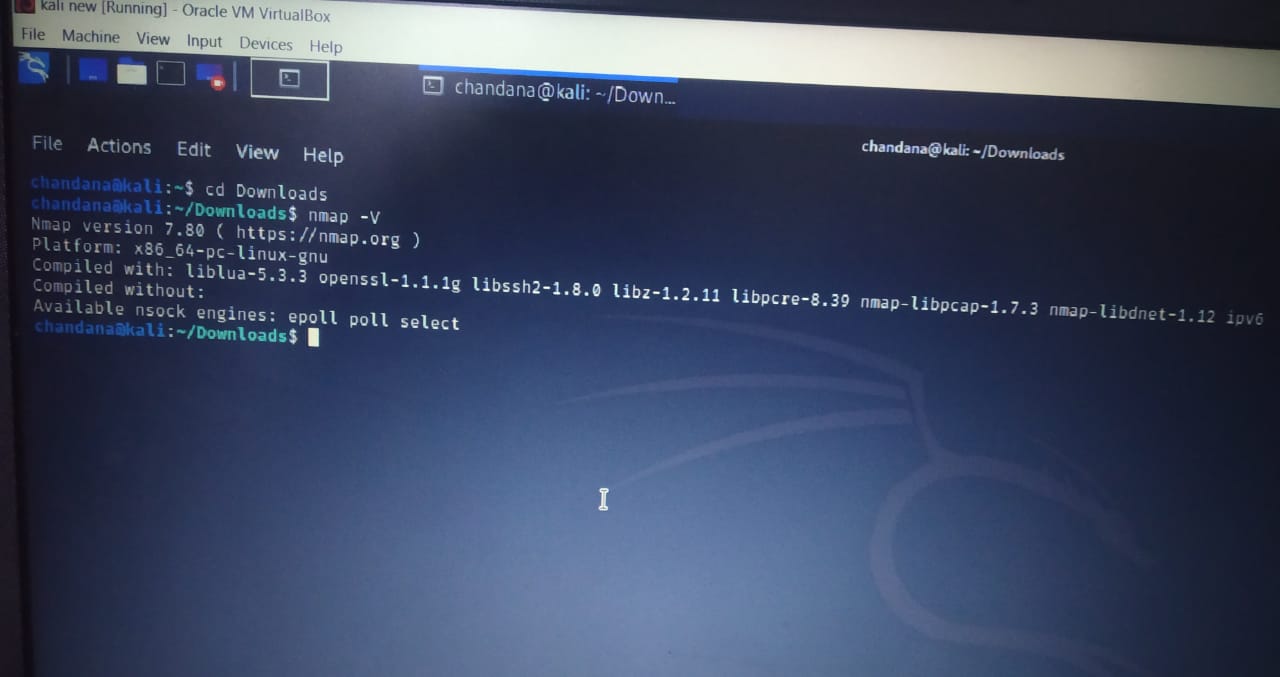 kali new [Running] - Oracle VM VirtualBox
File Machine View Input Devices Help
chandana@kali: ~/Down...
chandana@kali: ~/Downloads
File Actions Edit View Help
chandana@kali:~$ cd Downloads
chandana@kali:~/Downloads$ nmap -V
Nmap version 7.80 ( https://nmap.org )
Platform: x86_64-pc-linux-gnu
Compiled with: liblua-5.3.3 openssl-1.1.1g libssh2-1.8.0 libz-1.2.11 libpcre-8.39 nmap-libpcap-1.7.3 nmap-libdnet-1.12 ipv6
Compiled without:
Available nsock engines: epoll poll select
chandana@kali:~/Downloads$